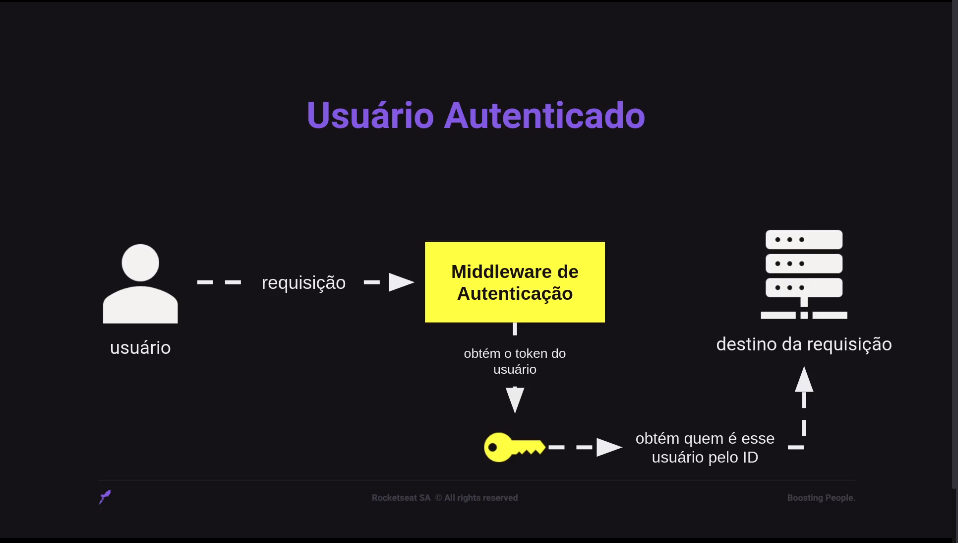 Usuário Autenticado
requisição
Middleware de
Autenticação
usuário
destino da requisição
obtém o token do
usuário
obtém quem é esse
usuário pelo ID
Rocketseat SA © All rights reserved
Boosting People.